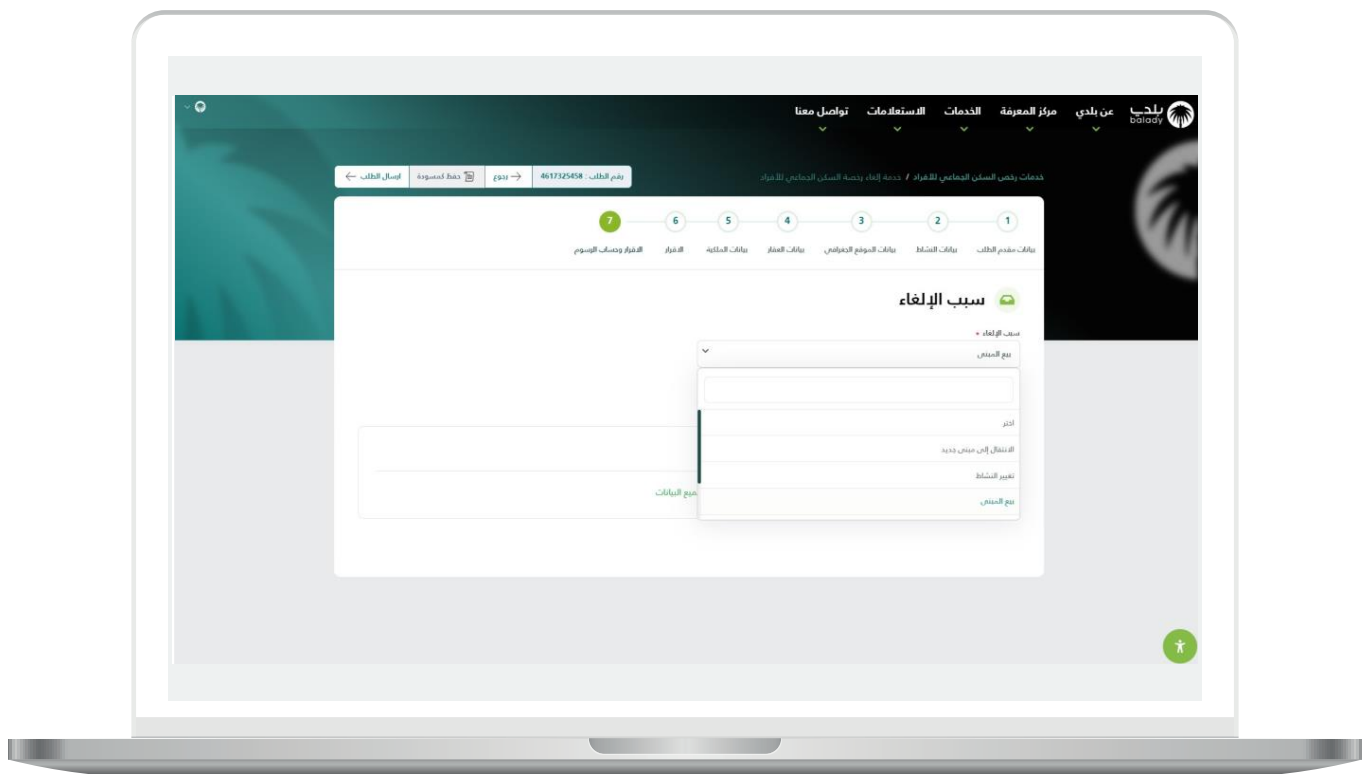 بلدي
balady
عن بلدي مركز المعرفة الخدمات الاستعلامات تواصل معنا
خدمات رخص السكن الجماعي للأفراد / خدمة إلغاء رخصة السكن الجماعي للأفراد
رقم الطلب : 4617325458
رجوع
حفظ كمسودة
ارسال الطلب
1 2 3 4 5 6 7
بيانات مقدم الطلب بيانات النشاط بيانات الموقع الجغرافي بيانات العقار بيانات الملكية الاقرار الاقرار وحساب الرسوم
سبب الإلغاء
سبب الإلغاء *
بيع المبنى
اختر
الانتقال إلى مبنى جديد
تغيير النشاط
بيع المبنى
البيانات